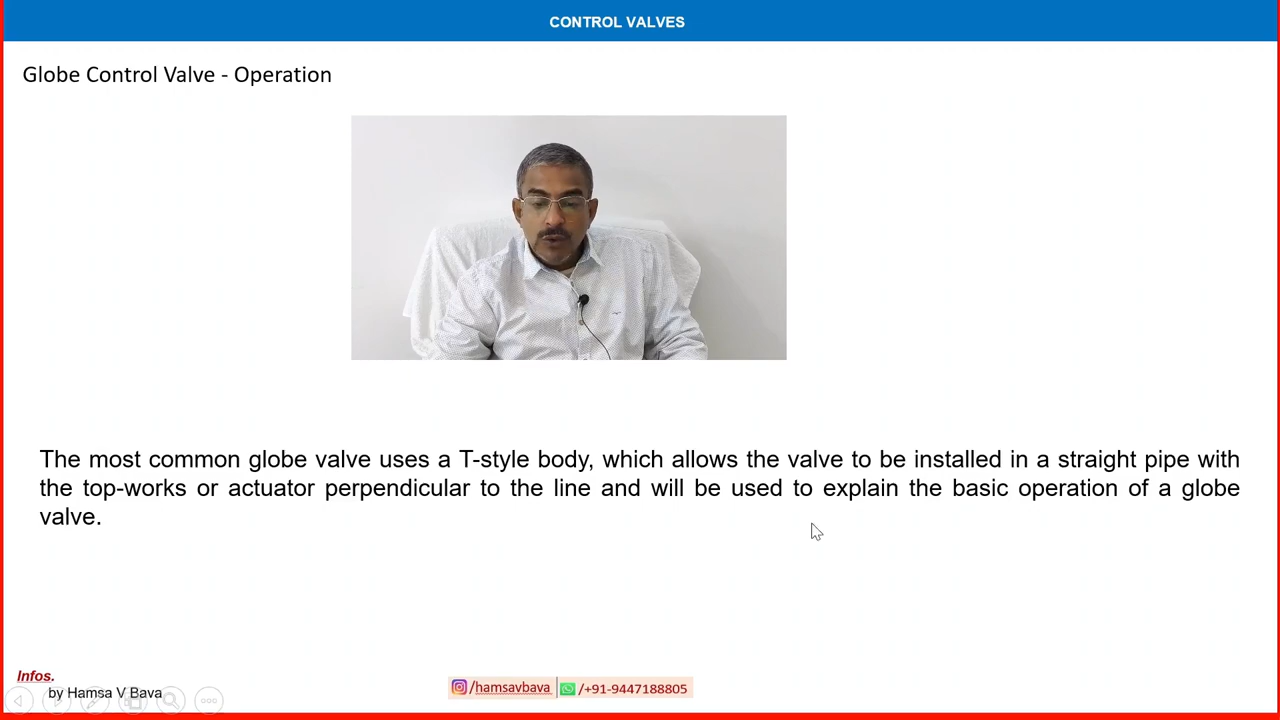 CONTROL VALVES
Globe Control Valve - Operation
The most common globe valve uses a T-style body, which allows the valve to be installed in a straight pipe with
the top-works or actuator perpendicular to the line and will be used to explain the basic operation of a globe
valve.
Infos.
by Hamsa V Bava
/hamsavbava
/+91-9447188805